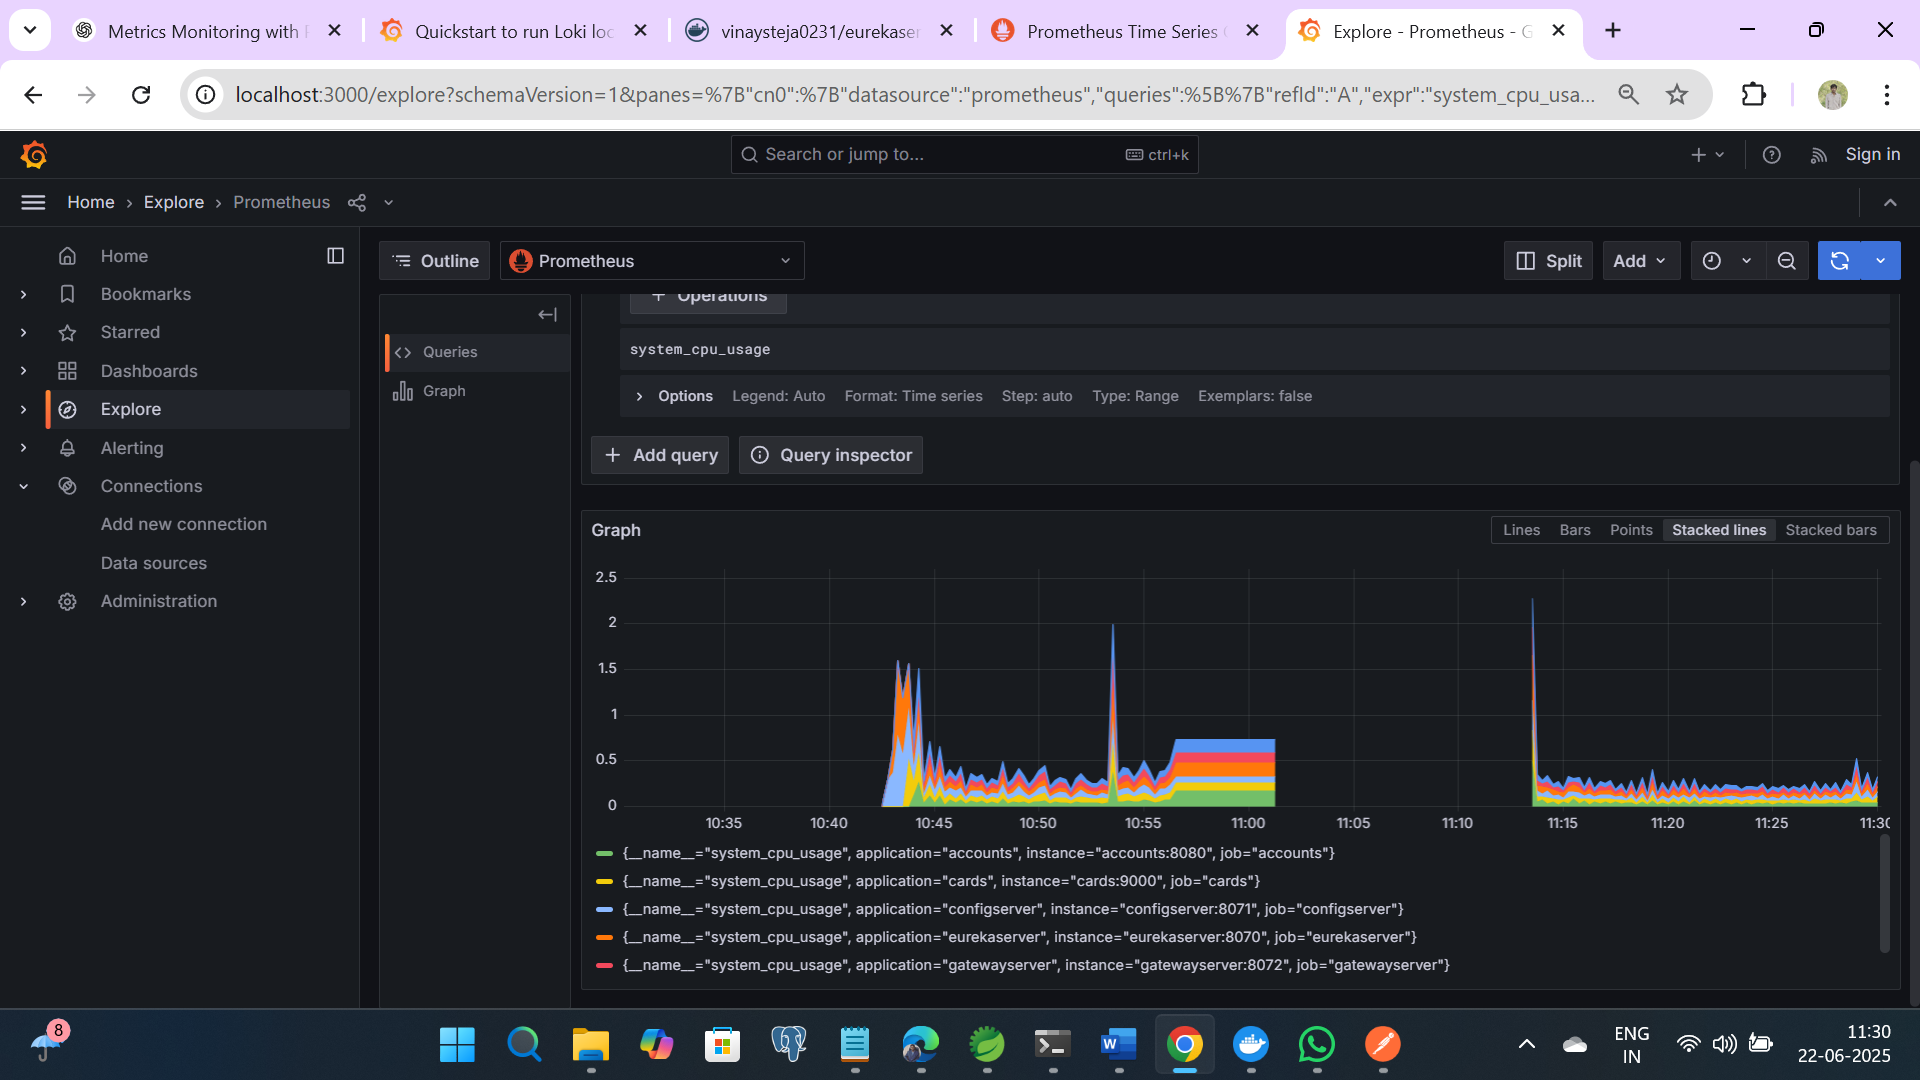 Metrics Monitoring with P
Quickstart to run Loki loc
vinaysteja0231/eurekaser
Prometheus Time Series C
Explore - Prometheus - G
localhost:3000/explore?schemaVersion=1&panes=%7B"cn0":%7B"datasource":"prometheus","queries":%5B%7B"refId":"A","expr":"system_cpu_usa...
Search or jump to...
ctrl+k
Sign in
Home › Explore › Prometheus
Home
Bookmarks
Starred
Dashboards
Explore
Alerting
Connections
Add new connection
Data sources
Administration
Outline
Prometheus
Split
Add
Queries
Graph
+ Operations
system_cpu_usage
Options Legend: Auto Format: Time series Step: auto Type: Range Exemplars: false
+ Add query
Query inspector
Graph
Lines Bars Points Stacked lines Stacked bars
2.5
2
1.5
1
0.5
0
10:35 10:40 10:45 10:50 10:55 11:00 11:05 11:10 11:15 11:20 11:25 11:30
{__name__="system_cpu_usage", application="accounts", instance="accounts:8080", job="accounts"}
{__name__="system_cpu_usage", application="cards", instance="cards:9000", job="cards"}
{__name__="system_cpu_usage", application="configserver", instance="configserver:8071", job="configserver"}
{__name__="system_cpu_usage", application="eurekaserver", instance="eurekaserver:8070", job="eurekaserver"}
{__name__="system_cpu_usage", application="gatewayserver", instance="gatewayserver:8072", job="gatewayserver"}
8
W
ENG
IN
11:30
22-06-2025